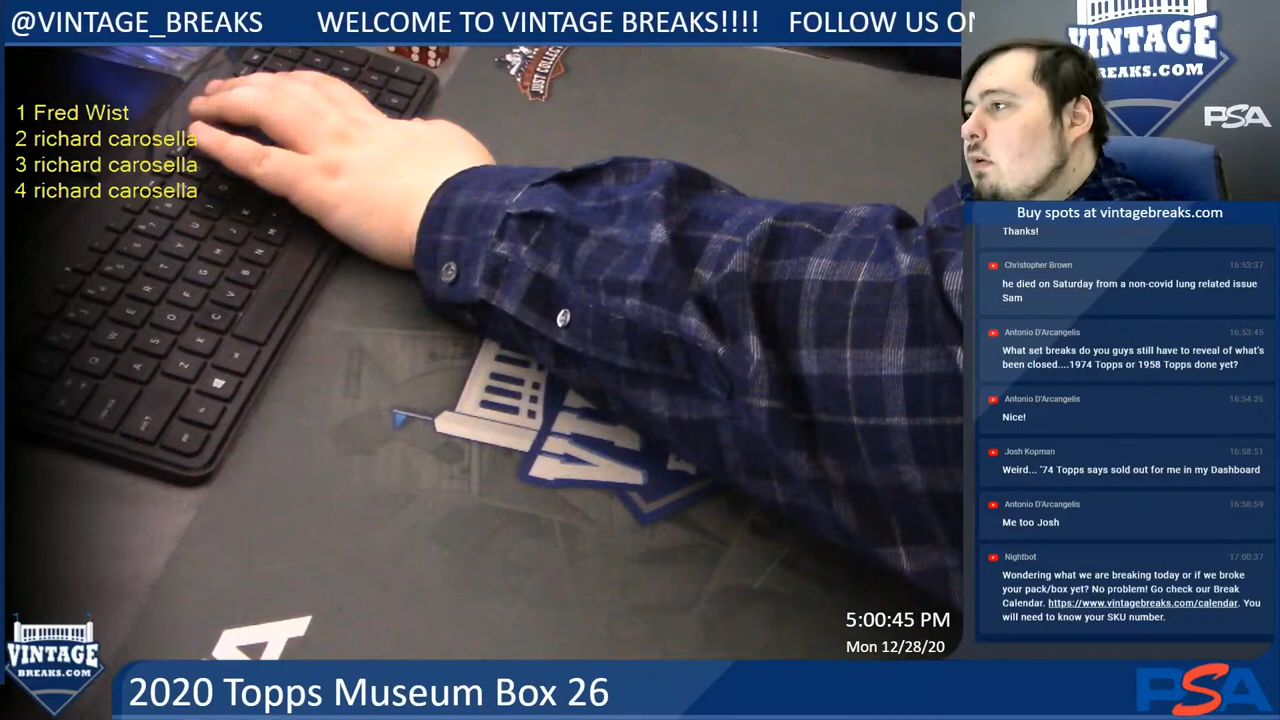 @VINTAGE_BREAKS WELCOME TO VINTAGE BREAKS!!!! FOLLOW US ON
VINTAGE
BREAKS.COM
PSA
JUST COLLECT
1 Fred Wist
2 richard carosella
3 richard carosella
4 richard carosella
Buy spots at vintagebreaks.com
Thanks!
Christopher Brown 16:53:37
he died on Saturday from a non-covid lung related issue
Sam
Antonio D'Arcangelis 16:53:45
What set breaks do you guys still have to reveal of what's
been closed....1974 Topps or 1958 Topps done yet?
Antonio D'Arcangelis 16:54:26
Nice!
Josh Kopman 16:58:51
Weird... '74 Topps says sold out for me in my Dashboard
Antonio D'Arcangelis 16:58:59
Me too Josh
Nightbot 17:00:37
Wondering what we are breaking today or if we broke
your pack/box yet? No problem! Go check our Break
Calendar. https://www.vintagebreaks.com/calendar. You
will need to know your SKU number.
5:00:45 PM
Mon 12/28/20
VINTAGE
BREAKS.COM
2020 Topps Museum Box 26
PSA